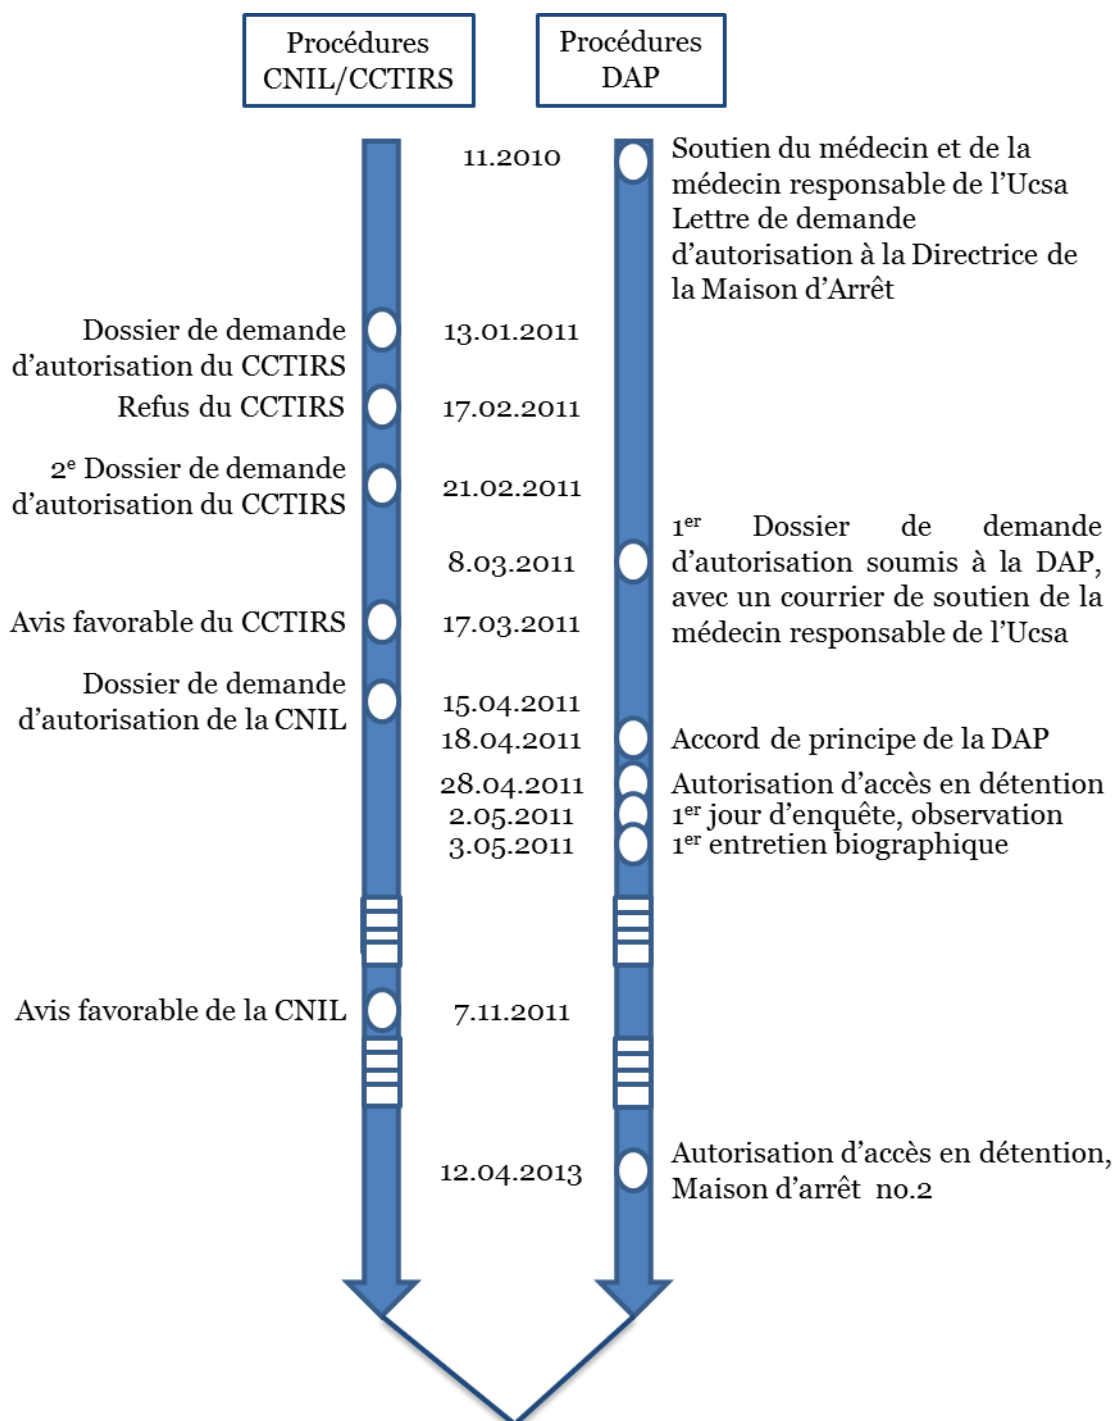 Procédures
CNIL/CCTIRS
Procédures
DAP
11.2010
Soutien du médecin et de la
médecin responsable de l’Ucsa
Lettre de demande
d’autorisation à la Directrice de
la Maison d’Arrêt
Dossier de demande
d’autorisation du CCTIRS
13.01.2011
Refus du CCTIRS
17.02.2011
2e Dossier de demande
d’autorisation du CCTIRS
21.02.2011
8.03.2011
1er Dossier de demande
d’autorisation soumis à la DAP,
avec un courrier de soutien de la
médecin responsable de l’Ucsa
Avis favorable du CCTIRS
17.03.2011
Dossier de demande
d’autorisation de la CNIL
15.04.2011
18.04.2011
Accord de principe de la DAP
28.04.2011
Autorisation d’accès en détention
2.05.2011
1er jour d’enquête, observation
3.05.2011
1er entretien biographique
Avis favorable de la CNIL
7.11.2011
12.04.2013
Autorisation d’accès en détention,
Maison d’arrêt no.2